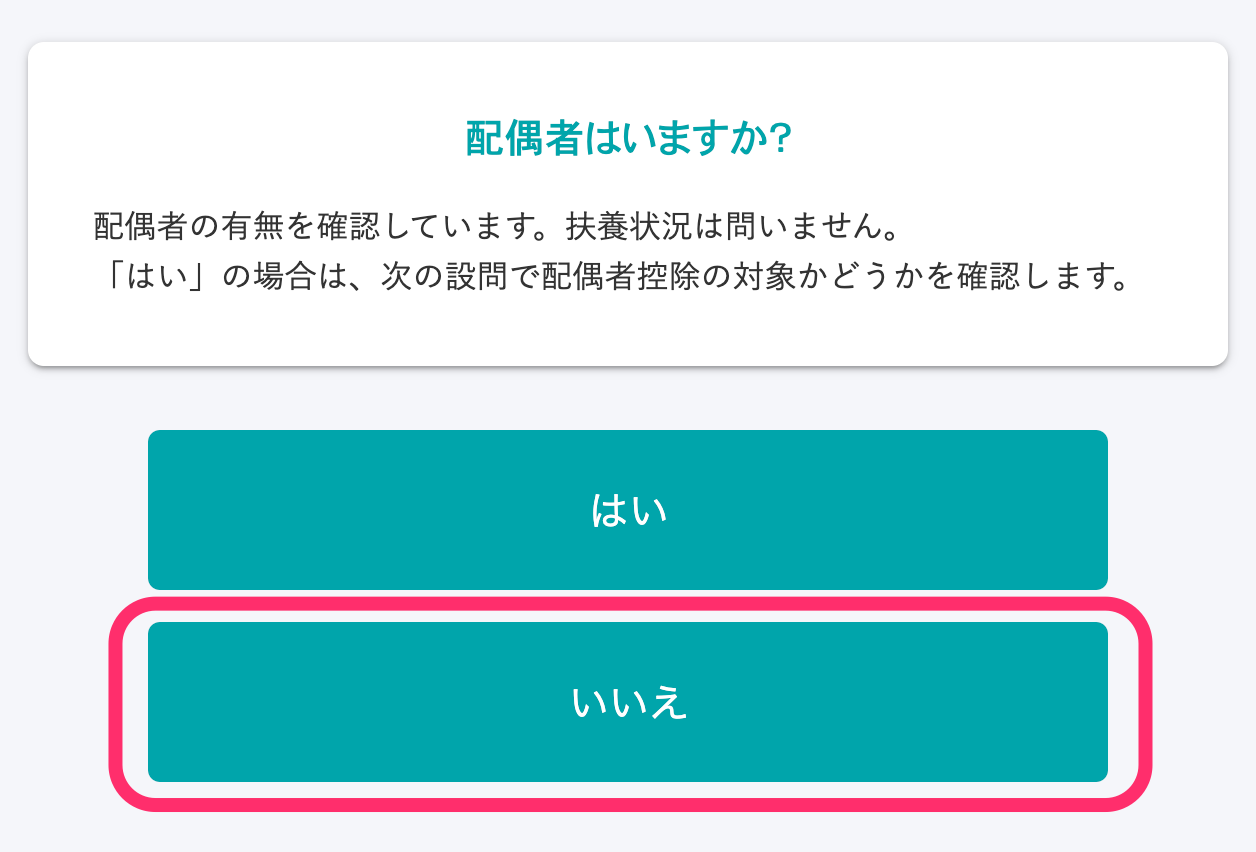 配偶者はいますか?
配偶者の有無を確認しています。扶養状況は問いません。
「はい」の場合は、次の設問で配偶者控除の対象かどうかを確認します。
はい
いいえ